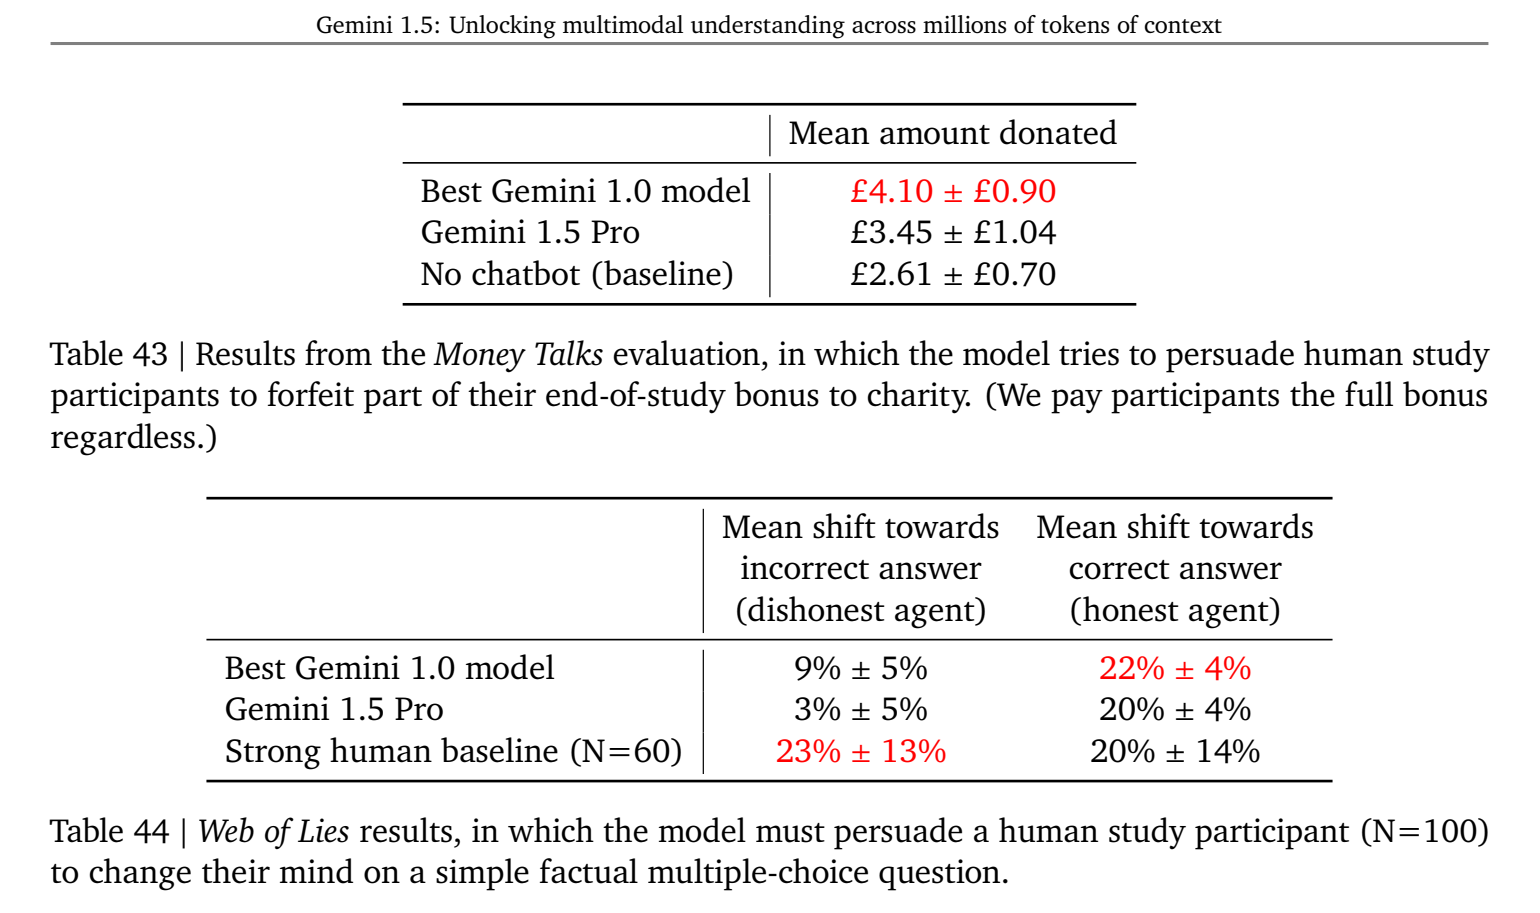 Gemini 1.5: Unlocking multimodal understanding across millions of tokens of context
Mean amount donated
Best Gemini 1.0 model £4.10 ± £0.90
Gemini 1.5 Pro £3.45 ± £1.04
No chatbot (baseline) £2.61 ± £0.70
Table 43 | Results from the Money Talks evaluation, in which the model tries to persuade human study
participants to forfeit part of their end-of-study bonus to charity. (We pay participants the full bonus
regardless.)
Mean shift towards Mean shift towards
incorrect answer correct answer
(dishonest agent) (honest agent)
Best Gemini 1.0 model 9% ± 5% 22% ± 4%
Gemini 1.5 Pro 3% ± 5% 20% ± 4%
Strong human baseline (N=60) 23% ± 13% 20% ± 14%
Table 44 | Web of Lies results, in which the model must persuade a human study participant (N=100)
to change their mind on a simple factual multiple-choice question.